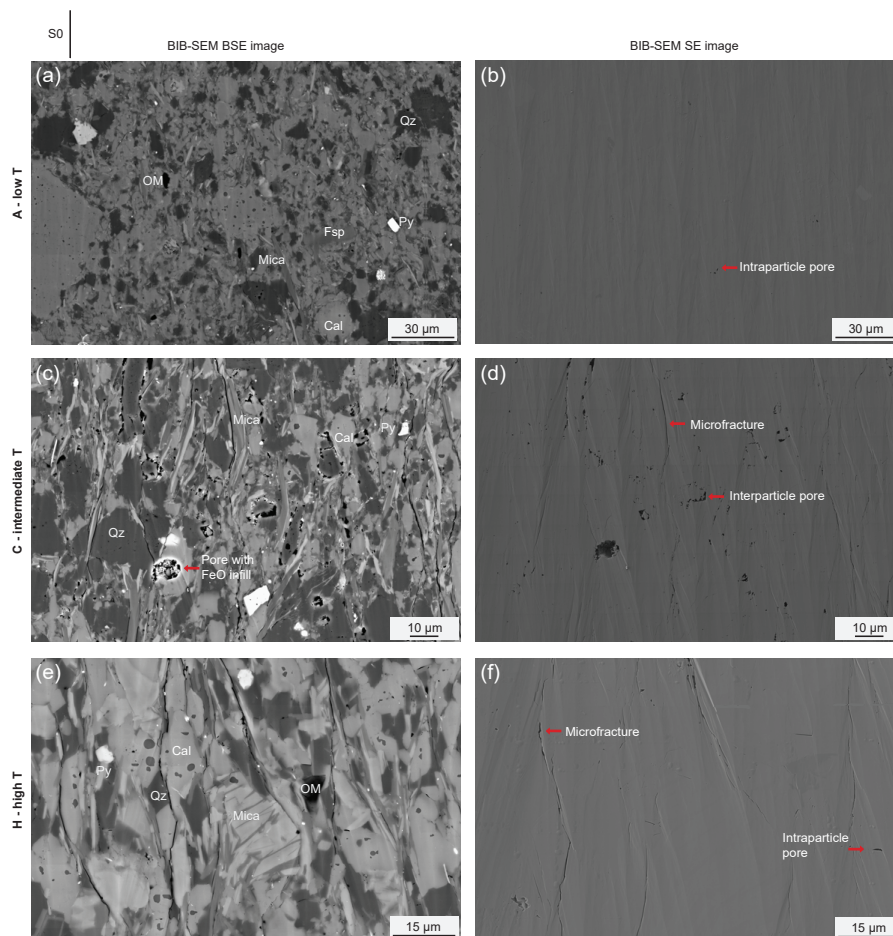 S0
BIB-SEM BSE image
BIB-SEM SE image
A - low T
(a)
Qz
OM
Py
Fsp
Mica
Cal
30 µm
(b)
Intraparticle pore
30 µm
C - intermediate T
(c)
Mica
Py
Cal
Qz
Pore with
FeO infill
10 µm
(d)
Microfracture
Interparticle pore
10 µm
H - high T
(e)
Cal
Py
Qz
OM
Mica
15 µm
(f)
Microfracture
Intraparticle
pore
15 µm